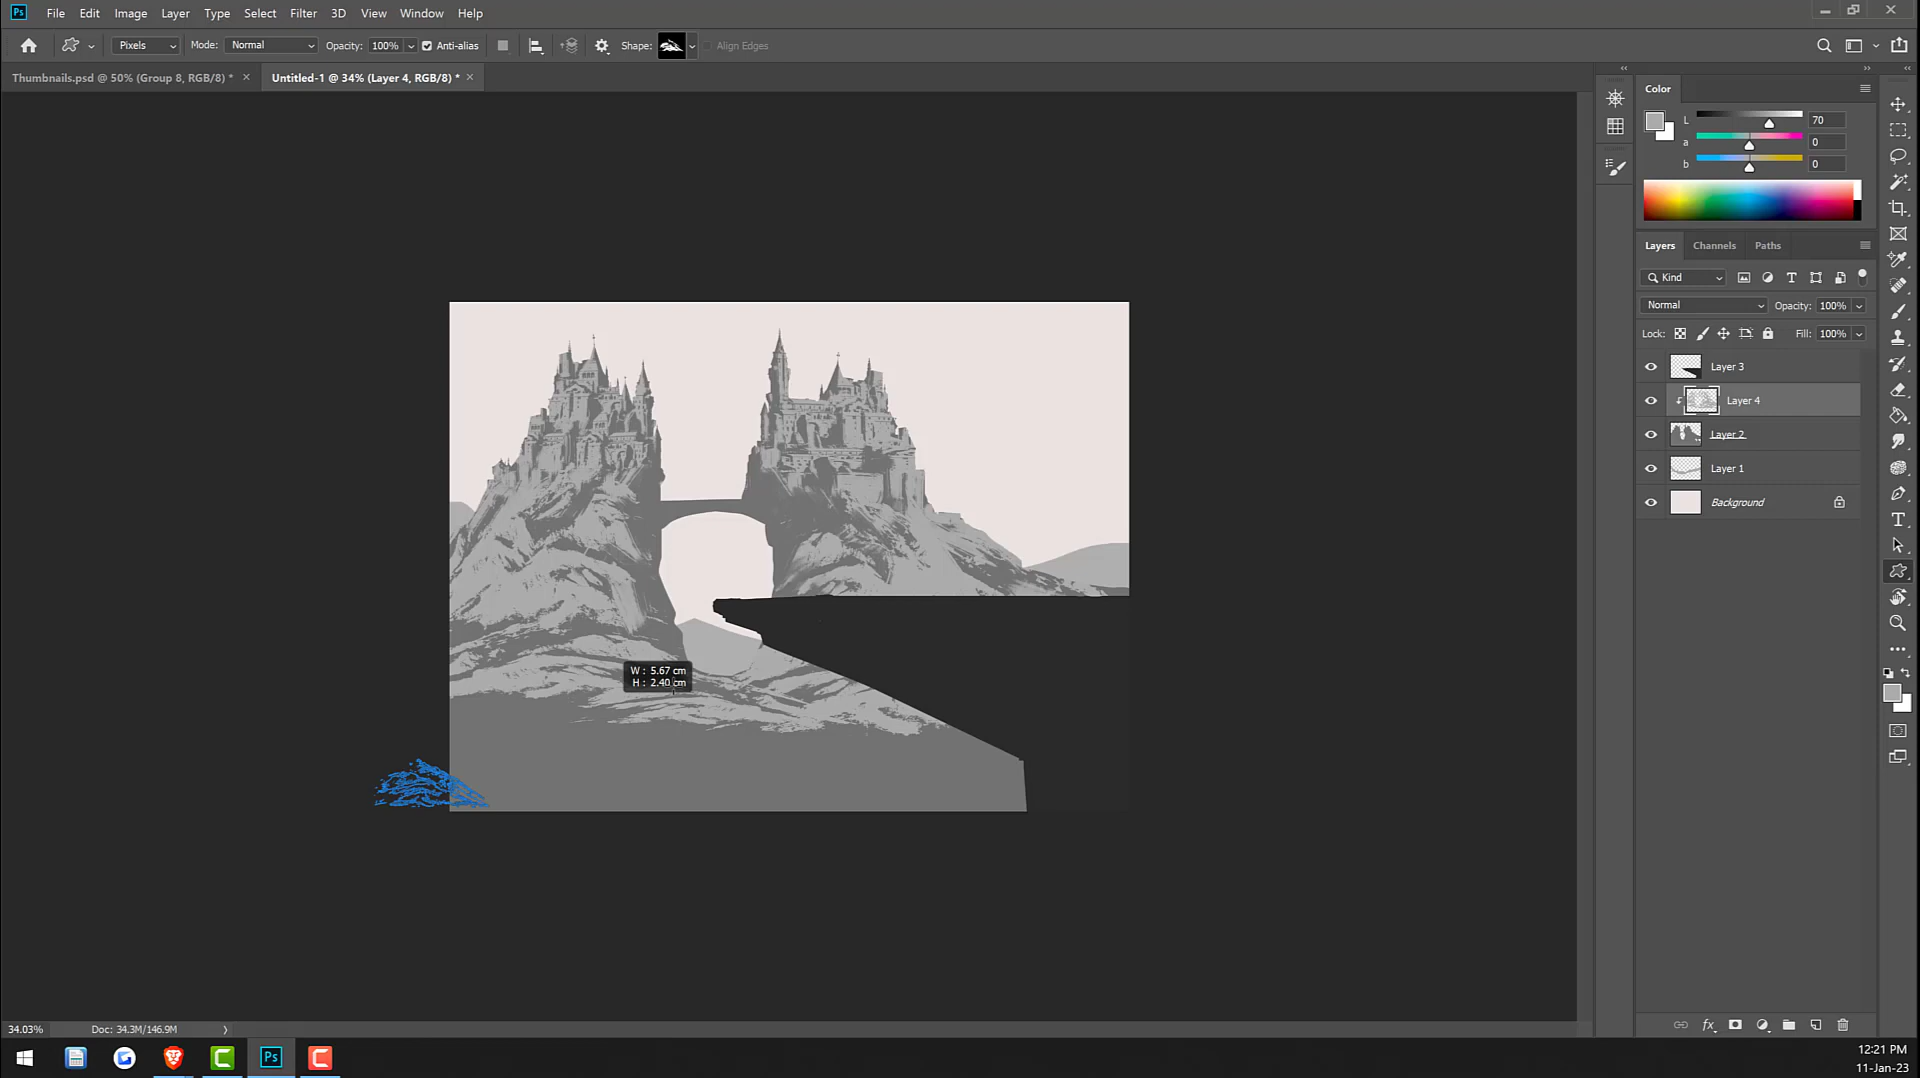 Ps File Edit Image Layer Type Select Filter 3D View Window Help
Pixels Mode: Normal Opacity: 100% Anti-alias Shape: Align Edges
Thumbnails.psd @ 50% (Group 8, RGB/8) * × Untitled-1 @ 34% (Layer 4, RGB/8) * ×
Color
L 70
a 0
b 0
Layers Channels Paths
Kind
Normal Opacity: 100%
Lock: Fill: 100%
Layer 3
Layer 4
Layer 2
Layer 1
Background
W: 5.67 cm
H: 2.40 cm
34.03% Doc: 34.3M/146.9M
fx
Ps
12:21 PM
11-Jan-23